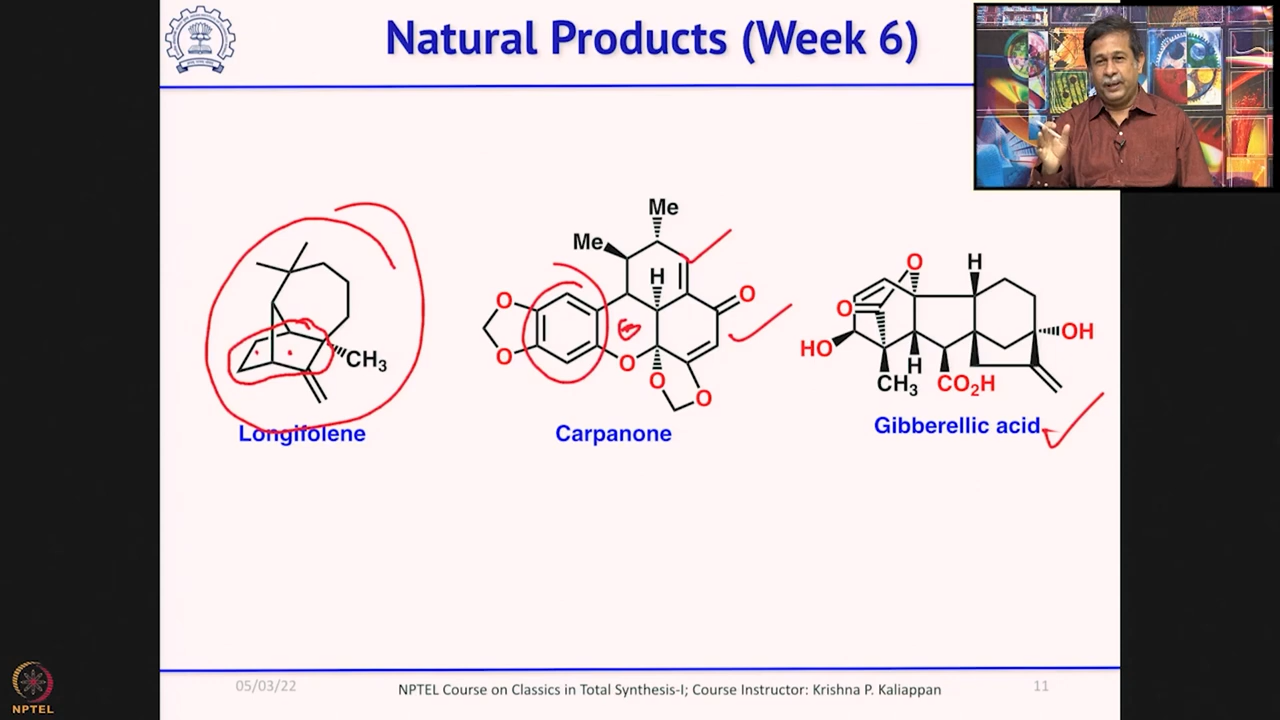 Natural Products (Week 6)
Me
Me
H
O
O
O
O
O
O
CH3
Longifolene
Carpanone
O
H
O
HO
OH
H
CH3
CO2H
Gibberellic acid
05/03/22
NPTEL Course on Classics in Total Synthesis-I; Course Instructor: Krishna P. Kaliappan
11
NPTEL